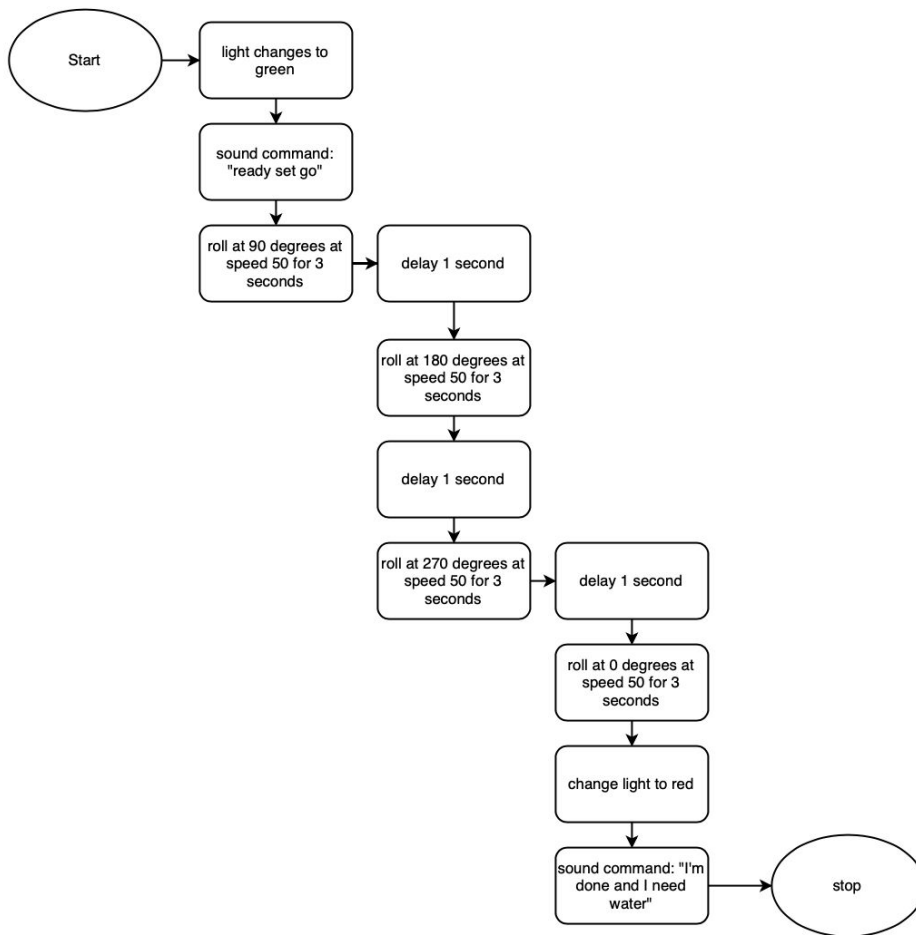 Start
light changes to
green
sound command:
"ready set go"
roll at 90 degrees at
speed 50 for 3
seconds
delay 1 second
roll at 180 degrees at
speed 50 for 3
seconds
delay 1 second
roll at 270 degrees at
speed 50 for 3
seconds
delay 1 second
roll at 0 degrees at
speed 50 for 3
seconds
change light to red
sound command: "I'm
done and I need
water"
stop